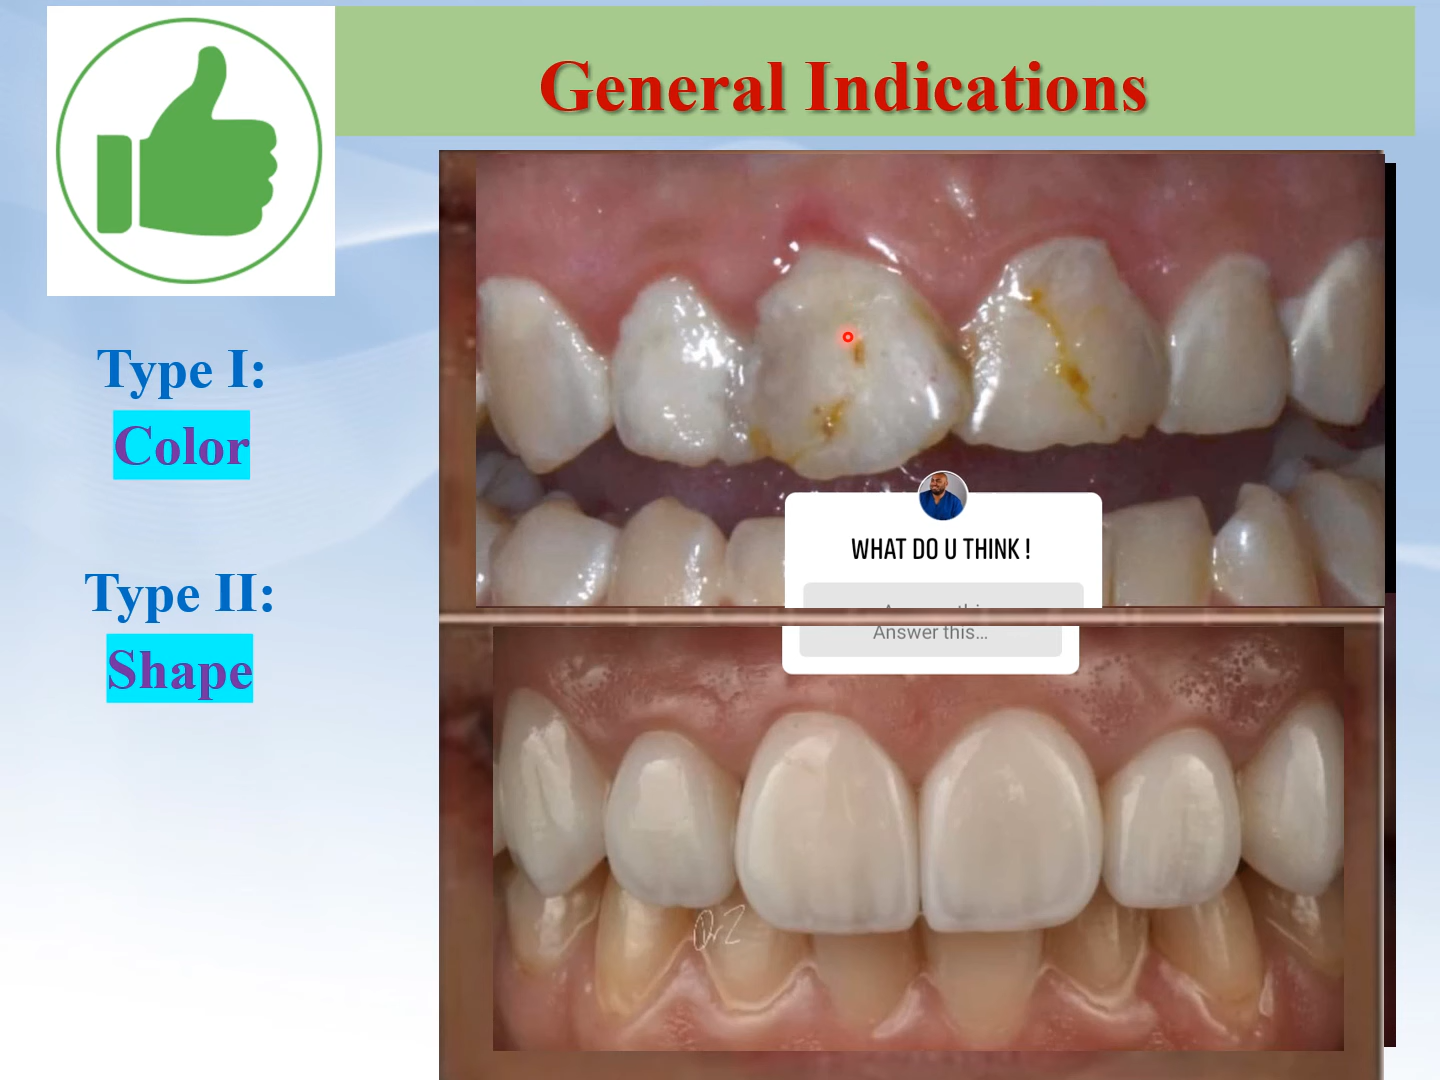 General Indications
Type I:
Color
Type II:
Shape
WHAT DO U THINK !
Answer this...